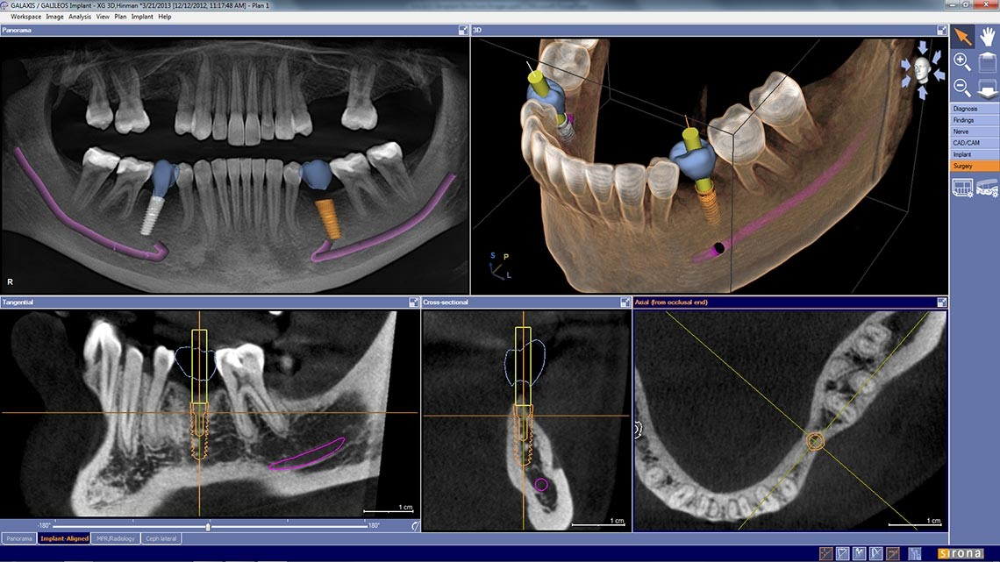 GALAXIS / GALILEOS Implant - XG 3D,Hinman *3/21/2013 [12/12/2012, 11:17:48 AM] - Plan 1
Workspace Image Analysis View Plan Implant Help
Panorama
3D
R
S
P
L
Diagnosis
Findings
Nerve
CAD/CAM
Implant
Surgery
Tangential
Cross-sectional
Axial (from occlusal end)
1 cm
1 cm
1 cm
-180°
180°
Panorama
Implant-Aligned
MPR/Radiology
Ceph lateral
sirona